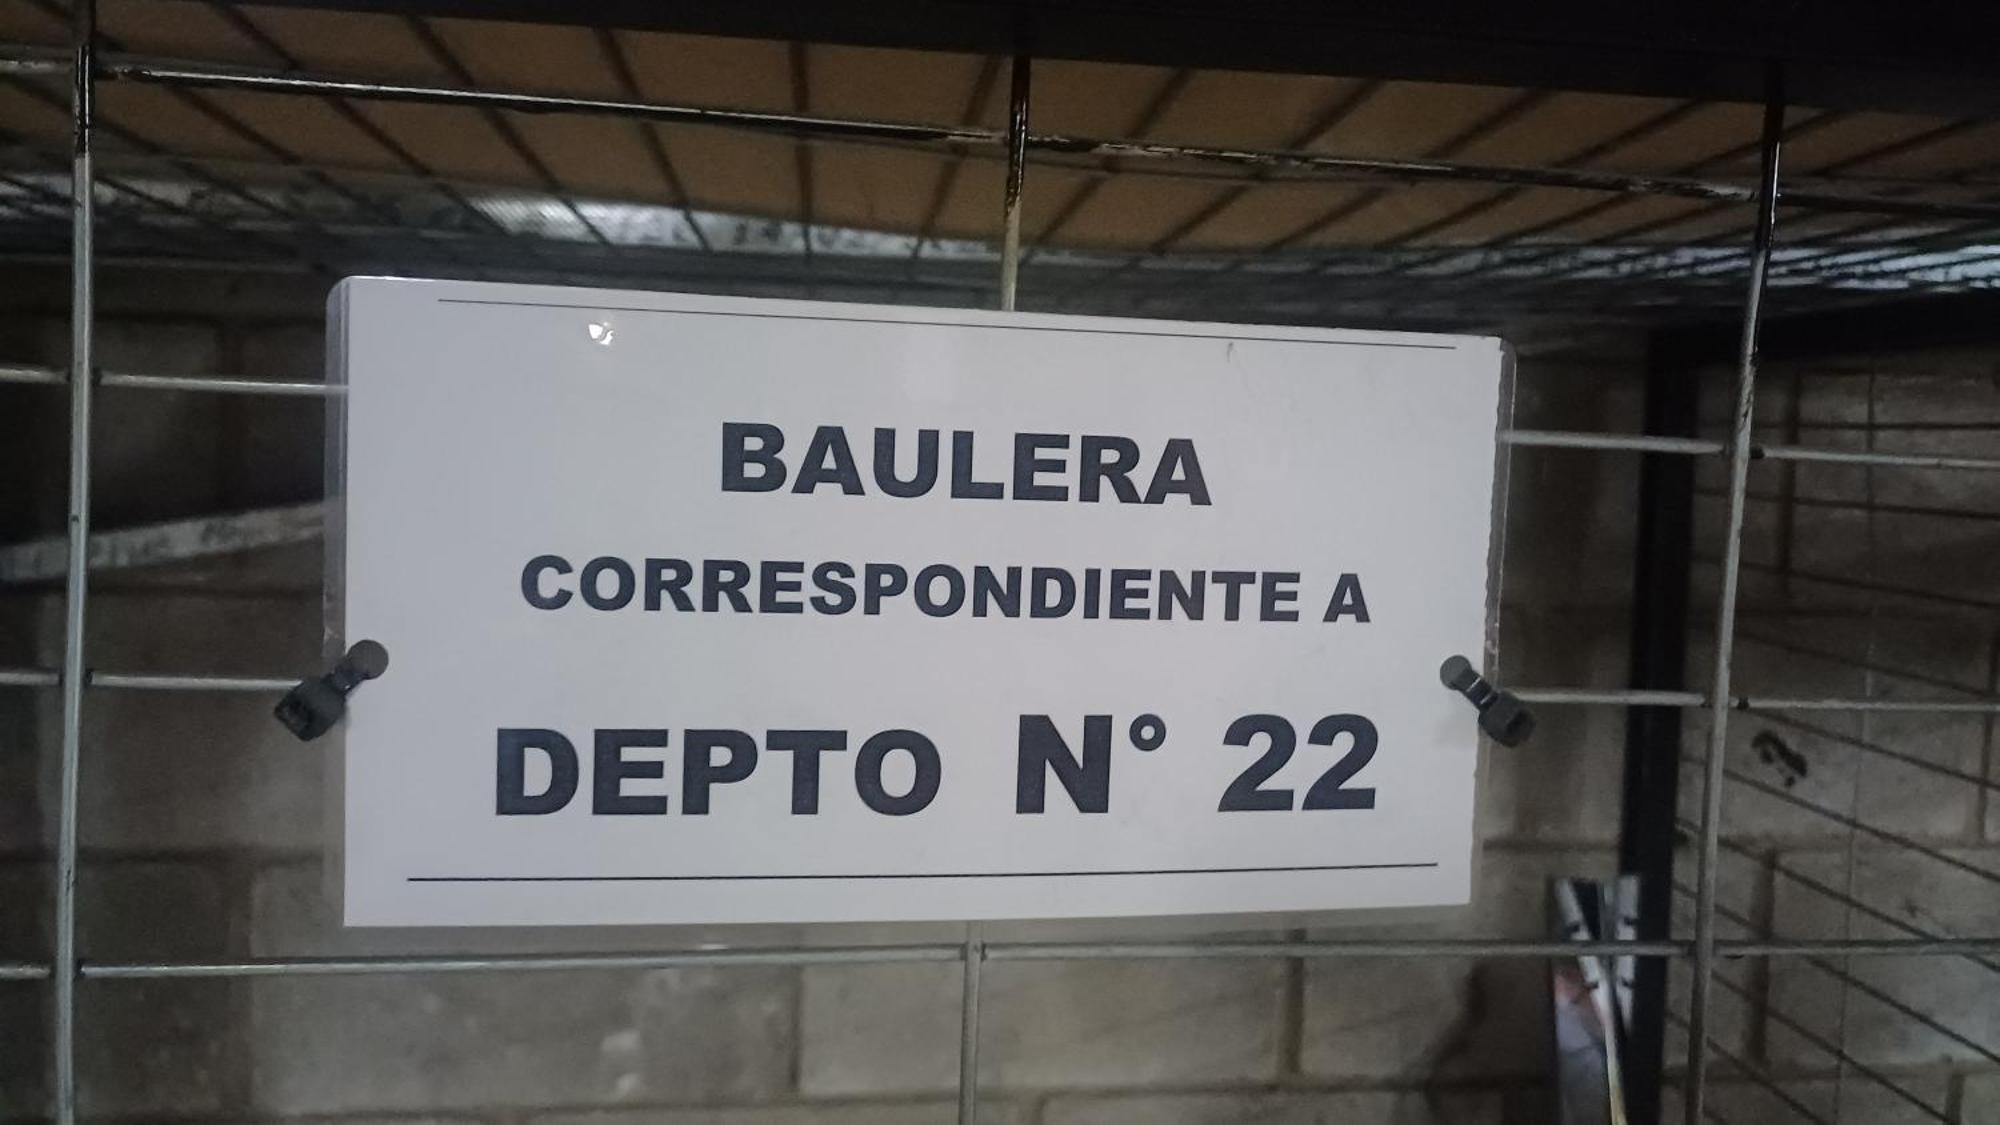 BAULERA
CORRESPONDIENTE A
DEPTO N° 22